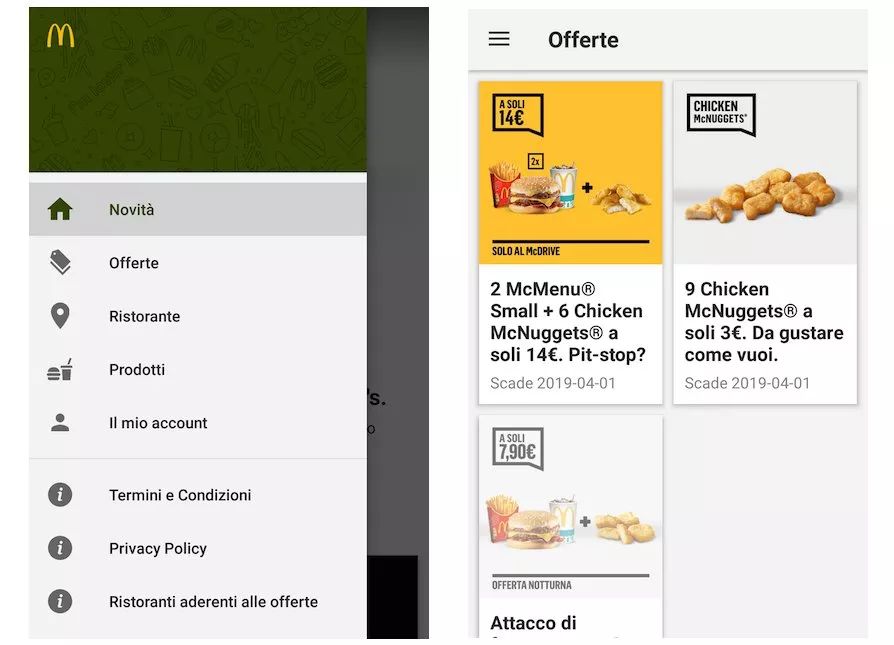 Novità
Offerte
Ristorante
Prodotti
Il mio account
's.
o
Termini e Condizioni
Privacy Policy
Ristoranti aderenti alle offerte
Offerte
A SOLI
14€
2x
+
SOLO AL McDRIVE
2 McMenu®
Small + 6 Chicken
McNuggets® a
soli 14€. Pit-stop?
Scade 2019-04-01
CHICKEN
McNUGGETS®
9 Chicken
McNuggets® a
soli 3€. Da gustare
come vuoi.
Scade 2019-04-01
A SOLI
7,90€
+
OFFERTA NOTTURNA
Attacco di